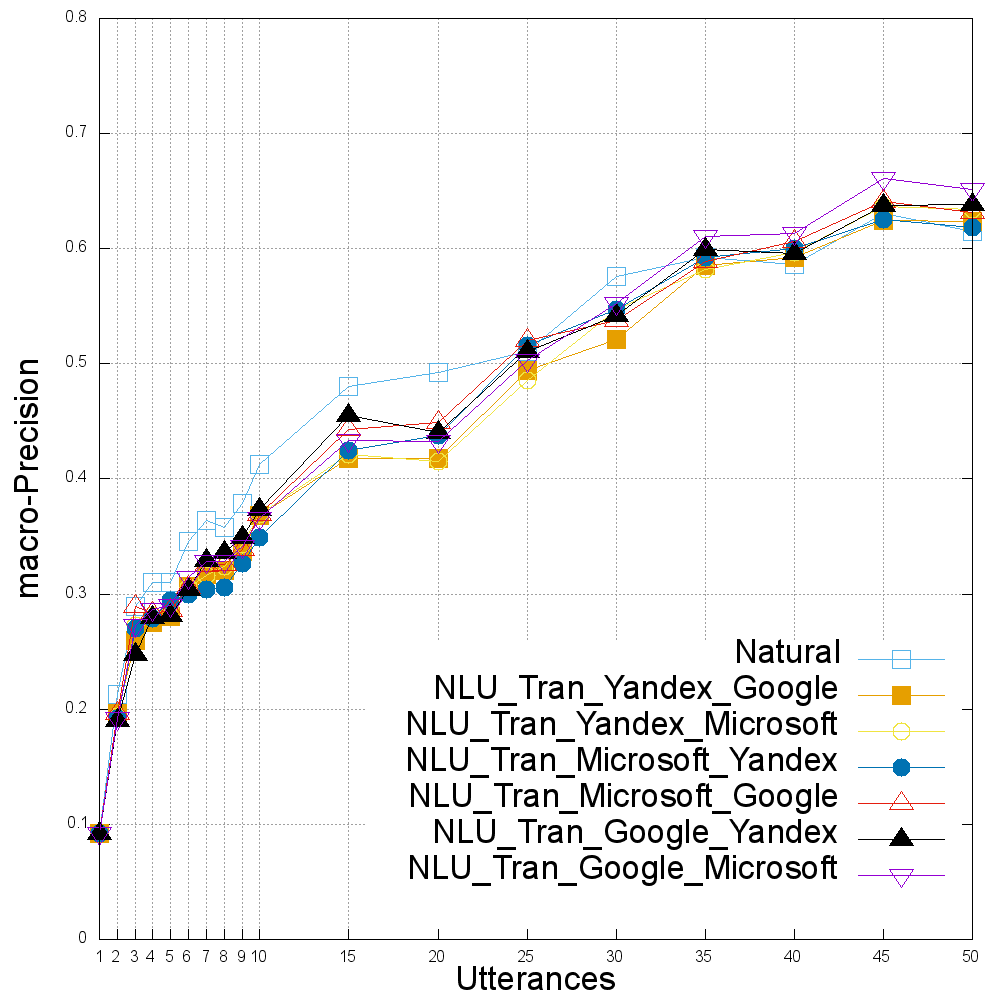 0.8
0.7
0.6
0.5
0.4
0.3
0.2
0.1
0
macro-Precision
Natural
NLU_Tran_Yandex_Google
NLU_Tran_Yandex_Microsoft
NLU_Tran_Microsoft_Yandex
NLU_Tran_Microsoft_Google
NLU_Tran_Google_Yandex
NLU_Tran_Google_Microsoft
1 2 3 4 5 6 7 8 9 10 15 20 25 30 35 40 45 50
Utterances